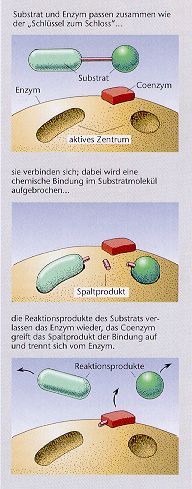 Substrat und Enzym passen zusammen wie
der „Schlüssel zum Schloss“...
Substrat
Enzym
Coenzym
aktives Zentrum
sie verbinden sich; dabei wird eine
chemische Bindung im Substratmolekül
aufgebrochen...
Spaltprodukt
die Reaktionsprodukte des Substrats ver-
lassen das Enzym wieder, das Coenzym
greift das Spaltprodukt der Bindung auf
und trennt sich vom Enzym.
Reaktionsprodukte